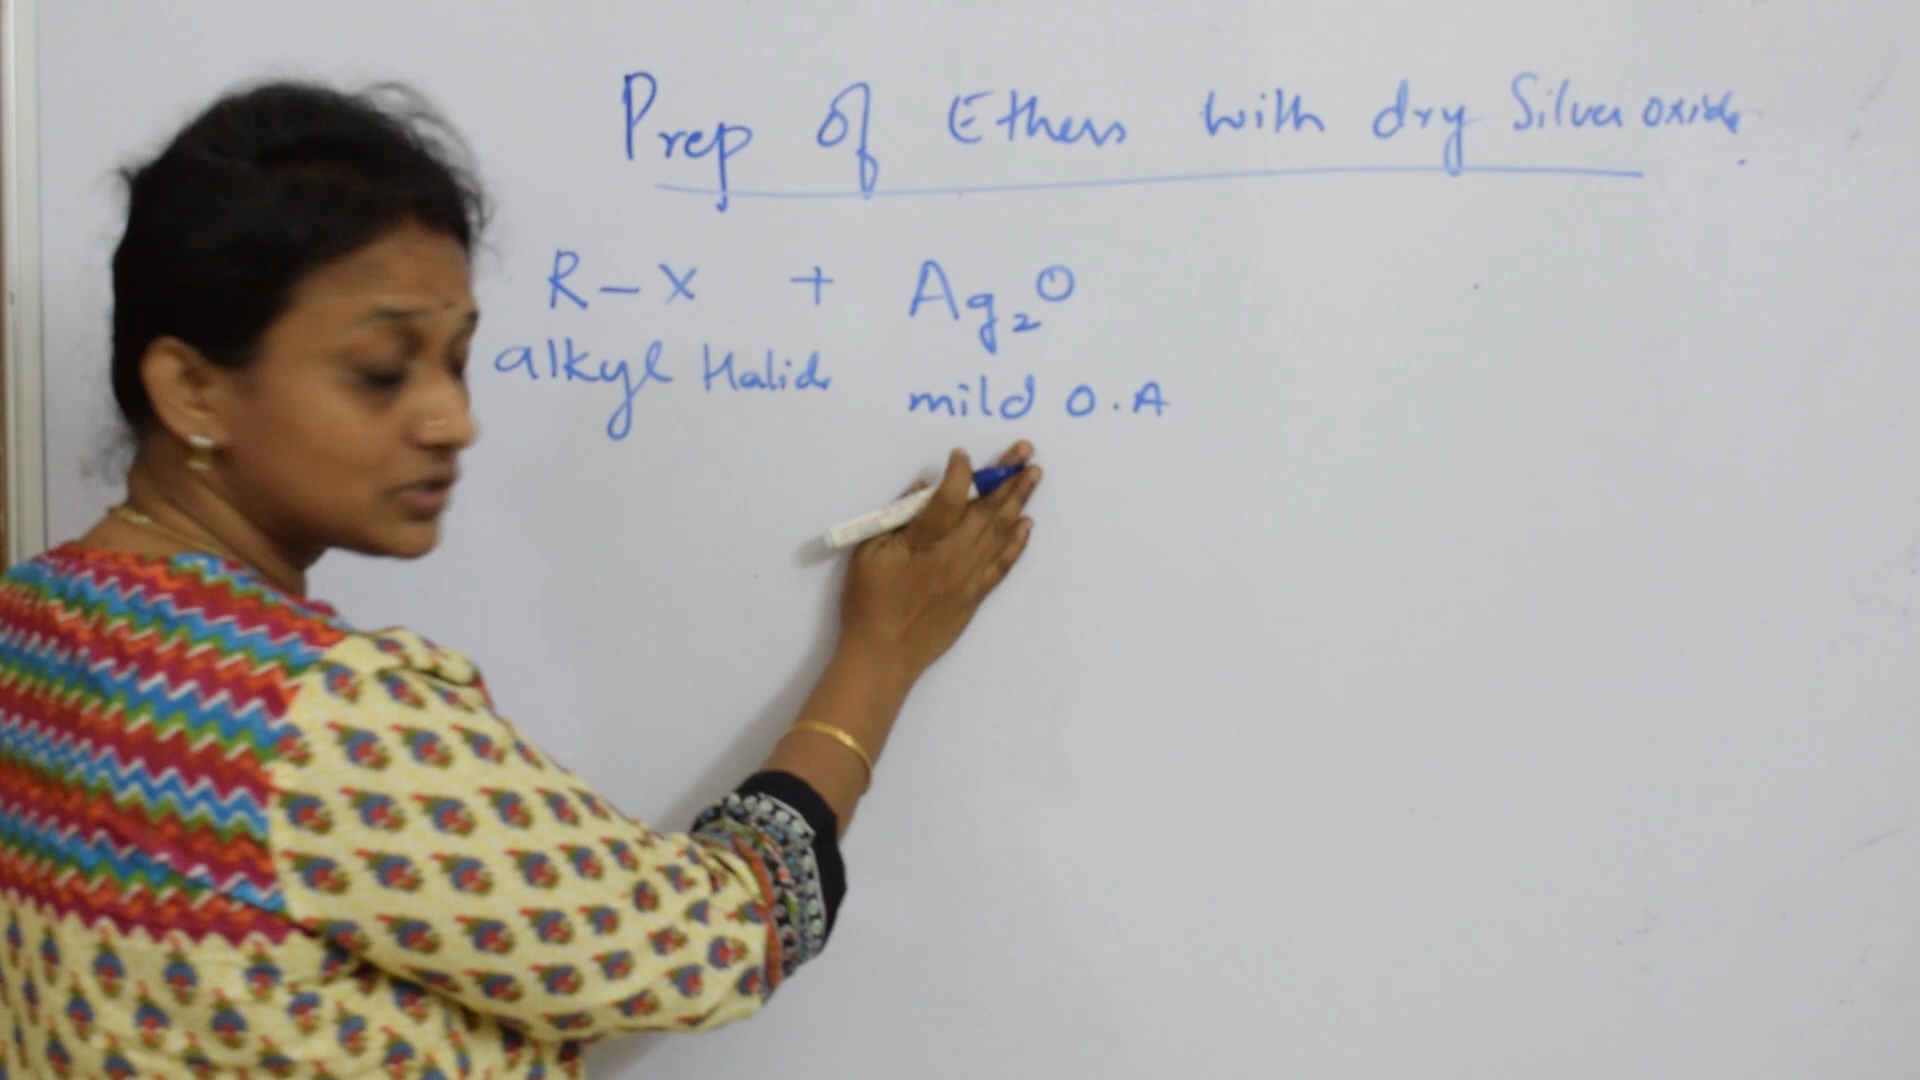 Prep of Ethers with dry Silver oxide.
R-X + Ag₂O
alkyl Halide mild O.A